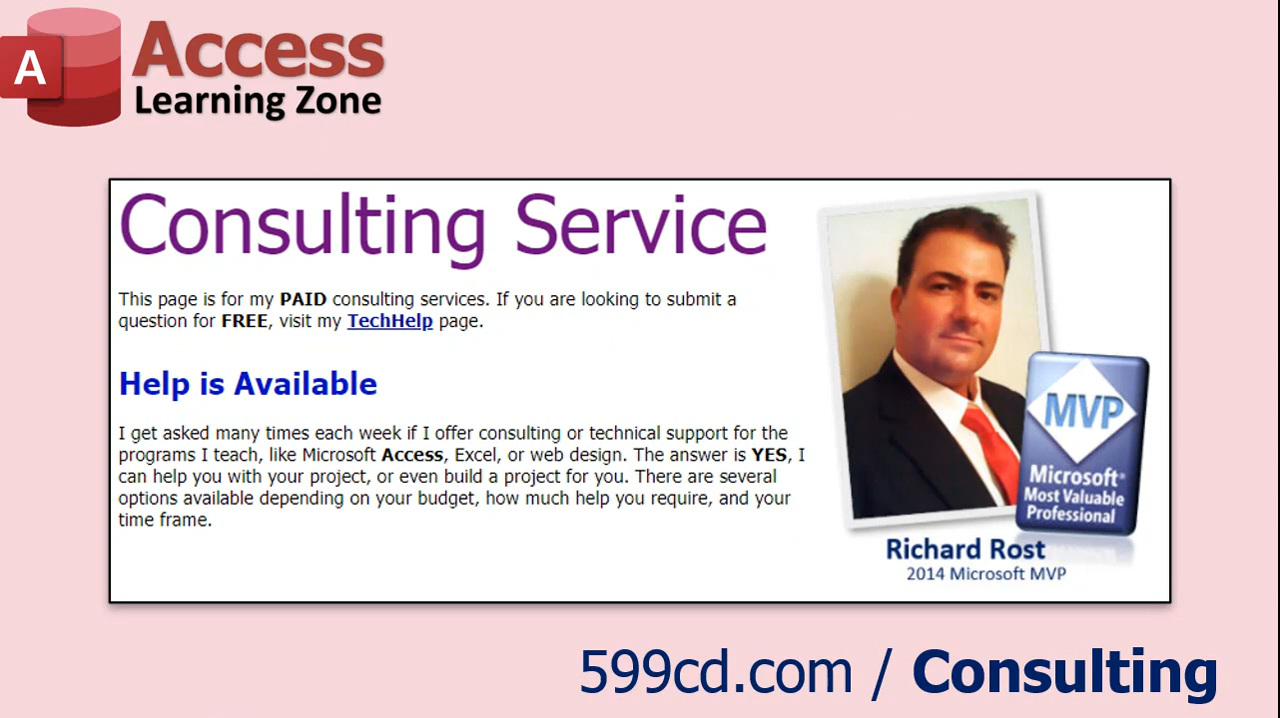 A
Access
Learning Zone
Consulting Service
This page is for my PAID consulting services. If you are looking to submit a
question for FREE, visit my TechHelp page.
Help is Available
I get asked many times each week if I offer consulting or technical support for the
programs I teach, like Microsoft Access, Excel, or web design. The answer is YES, I
can help you with your project, or even build a project for you. There are several
options available depending on your budget, how much help you require, and your
time frame.
MVP
Microsoft®
Most Valuable
Professional
Richard Rost
2014 Microsoft MVP
599cd.com / Consulting